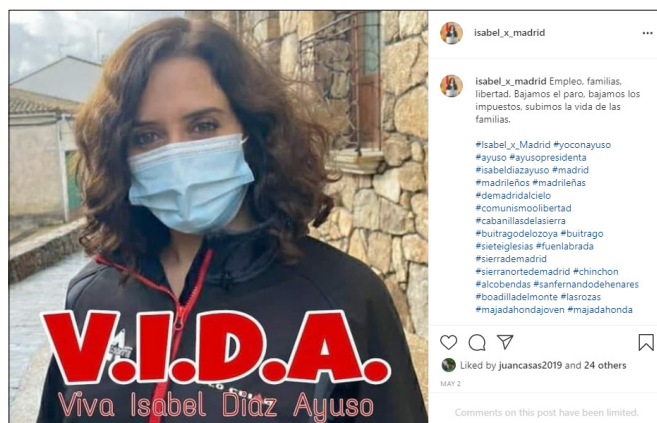 V.I.D.A.
Viva Isabel Díaz Ayuso
isabel_x_madrid
isabel_x_madrid Empleo, familias,
libertad. Bajamos el paro, bajamos los
impuestos, subimos la vida de las
familias.
#Isabel_x_Madrid #yoconayuso
#ayuso #ayusopresidenta
#isabeldiazayuso #madrid
#madrileños #madrileñas
#demadridalcielo
#comunismoolibertad
#cabanillasdelasierra
#buitragodelozoya #buitrago
#sieteiglesias #fuenlabrada
#sierrademadrid
#sierranortedemadrid #chinchon
#alcobendas #sanfernandodehenares
#boadilladelmonte #lasrozas
#majadahondajoven #majadahonda
Liked by juancasas2019 and 24 others
MAY 2
Comments on this post have been limited.